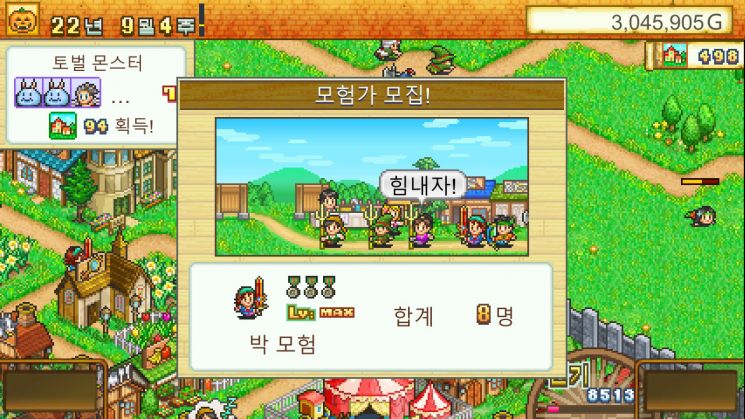 22년 9월 4주
3,045,905G
토벌 몬스터
...
94 획득!
498
모험가 모집!
힘내자!
Lv: MAX
합계 8명
박 모험
8513